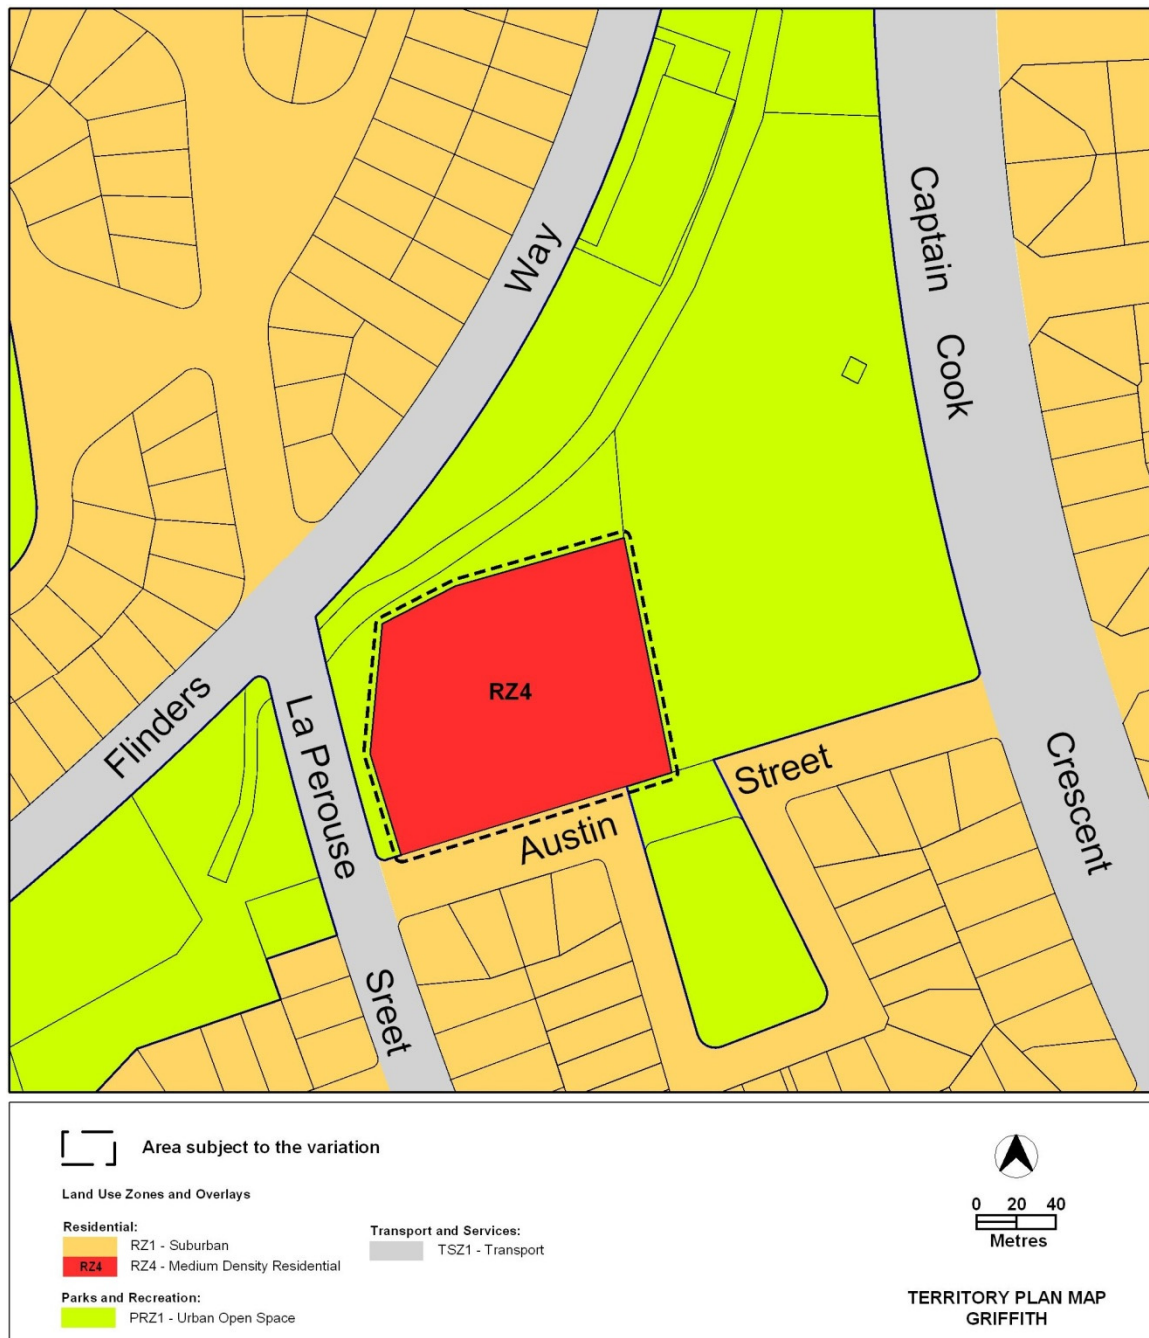 Way
Captain
Cook
RZ4
Flinders
La Perouse
Street
Austin
Crescent
Sreet
Area subject to the variation
Land Use Zones and Overlays
Residential:
RZ1 - Suburban
RZ4 RZ4 - Medium Density Residential
Parks and Recreation:
PRZ1 - Urban Open Space
Transport and Services:
TSZ1 - Transport
0 20 40
Metres
TERRITORY PLAN MAP
GRIFFITH